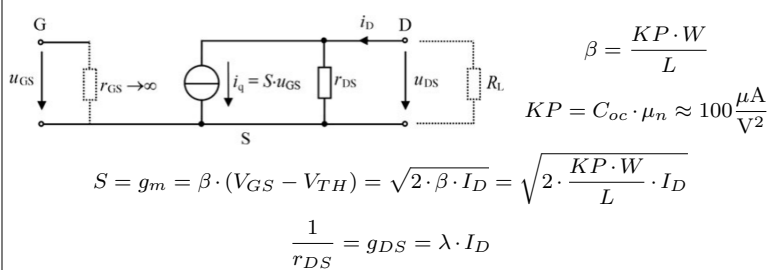 G i_D D
u_GS r_GS →∞ i_q = S·u_GS r_DS u_DS R_L
S
β = KP · W / L
KP = C_oc · μ_n ≈ 100 μA / V²
S = g_m = β · (V_GS − V_TH) = √(2 · β · I_D) = √(2 · KP · W / L · I_D)
1 / r_DS = g_DS = λ · I_D